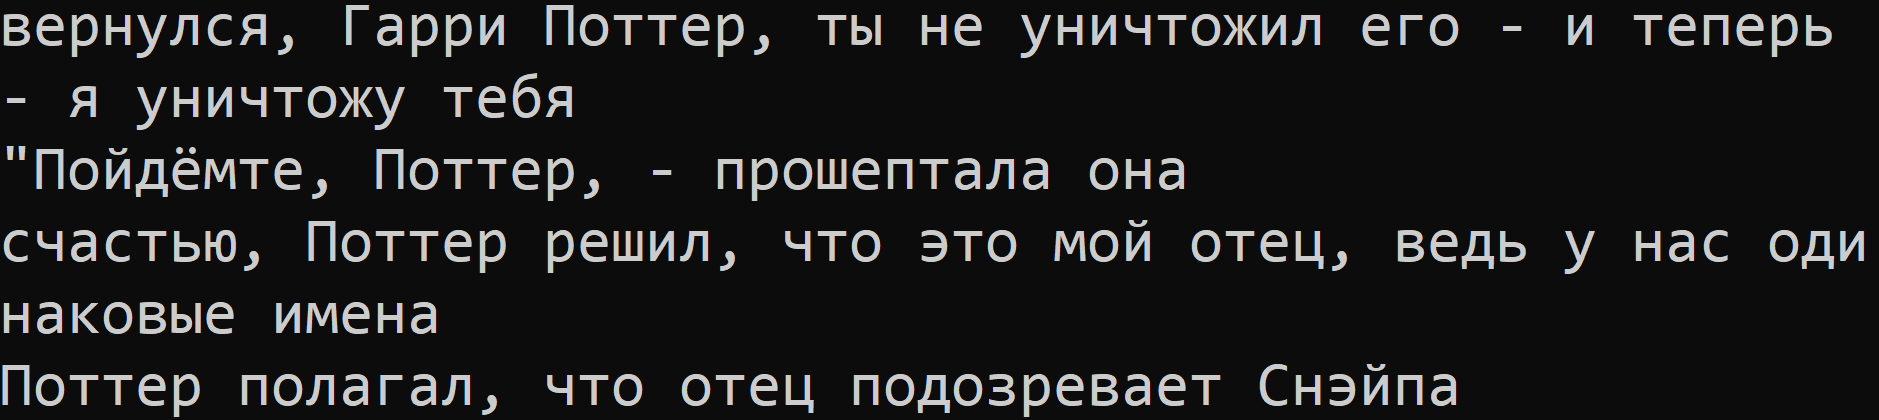 вернулся, Гарри Поттер, ты не уничтожил его - и теперь
- я уничтожу тебя
"Пойдёмте, Поттер, - прошептала она
счастью, Поттер решил, что это мой отец, ведь у нас оди
наковые имена
Поттер полагал, что отец подозревает Снэйпа